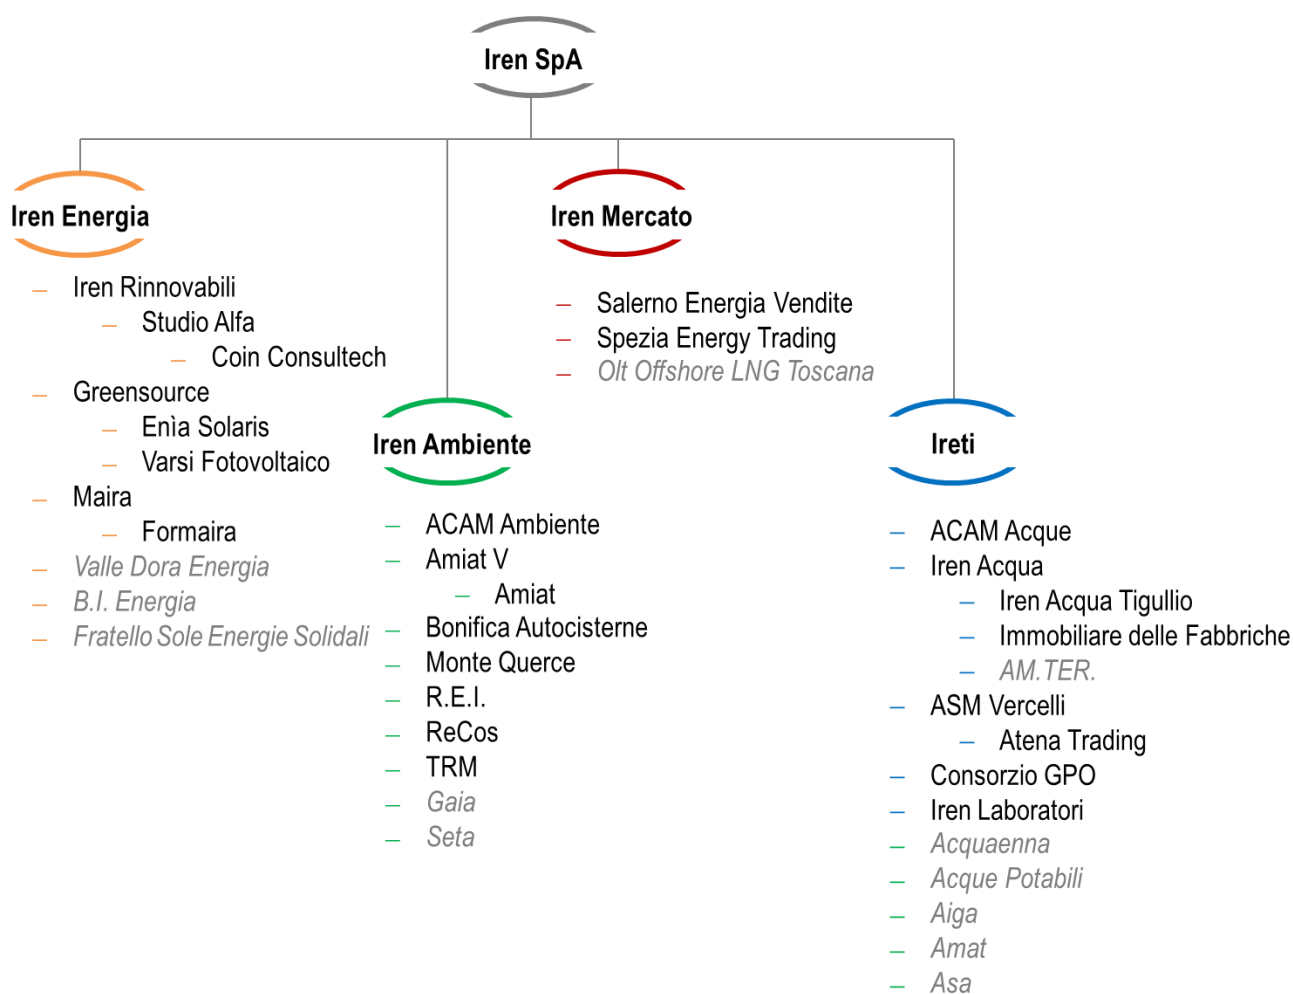 Iren SpA
Iren Energia
Iren Rinnovabili
Studio Alfa
Coin Consultech
Greensource
Enìa Solaris
Varsi Fotovoltaico
Maira
Formaira
Valle Dora Energia
B.I. Energia
Fratello Sole Energie Solidali
Iren Ambiente
ACAM Ambiente
Amiat V
Amiat
Bonifica Autocisterne
Monte Querce
R.E.I.
ReCos
TRM
Gaia
Seta
Iren Mercato
Salerno Energia Vendite
Spezia Energy Trading
Olt Offshore LNG Toscana
Ireti
ACAM Acque
Iren Acqua
Iren Acqua Tigullio
Immobiliare delle Fabbriche
AM.TER.
ASM Vercelli
Atena Trading
Consorzio GPO
Iren Laboratori
Acquaenna
Acque Potabili
Aiga
Amat
Asa